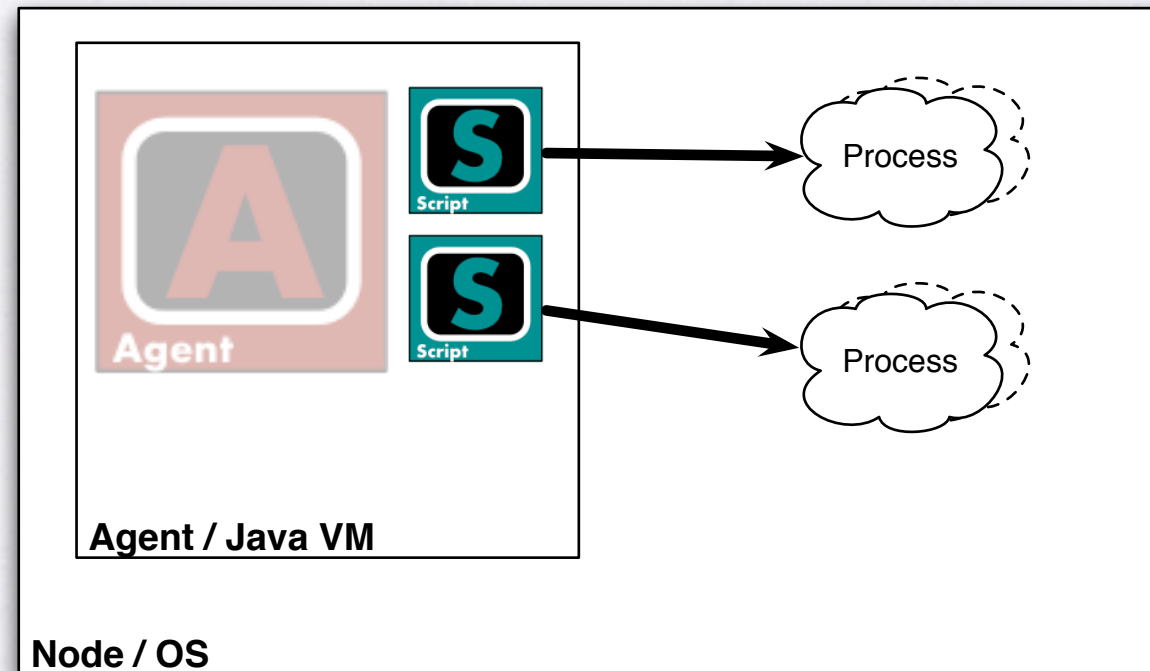 A
Agent
S
Script
Process
S
Script
Process
Agent / Java VM
Node / OS